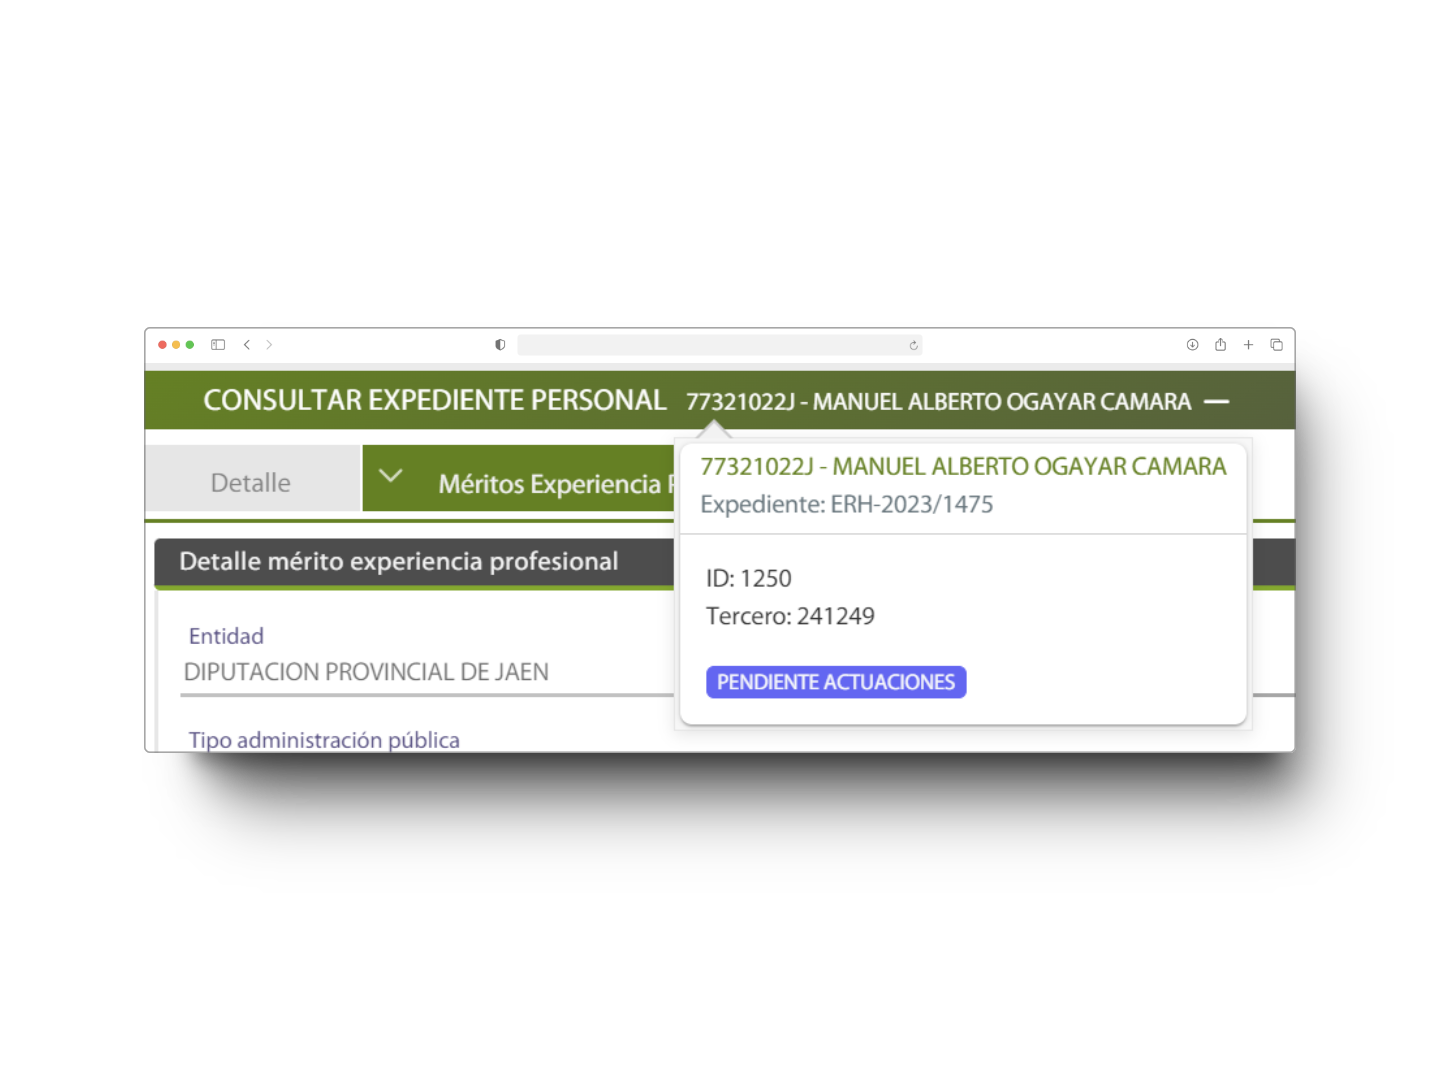 CONSULTAR EXPEDIENTE PERSONAL 77321022J - MANUEL ALBERTO OGAYAR CAMARA
Detalle
Méritos Experiencia
77321022J - MANUEL ALBERTO OGAYAR CAMARA
Expediente: ERH-2023/1475
ID: 1250
Tercero: 241249
PENDIENTE ACTUACIONES
Detalle mérito experiencia profesional
Entidad
DIPUTACION PROVINCIAL DE JAEN
Tipo administración pública